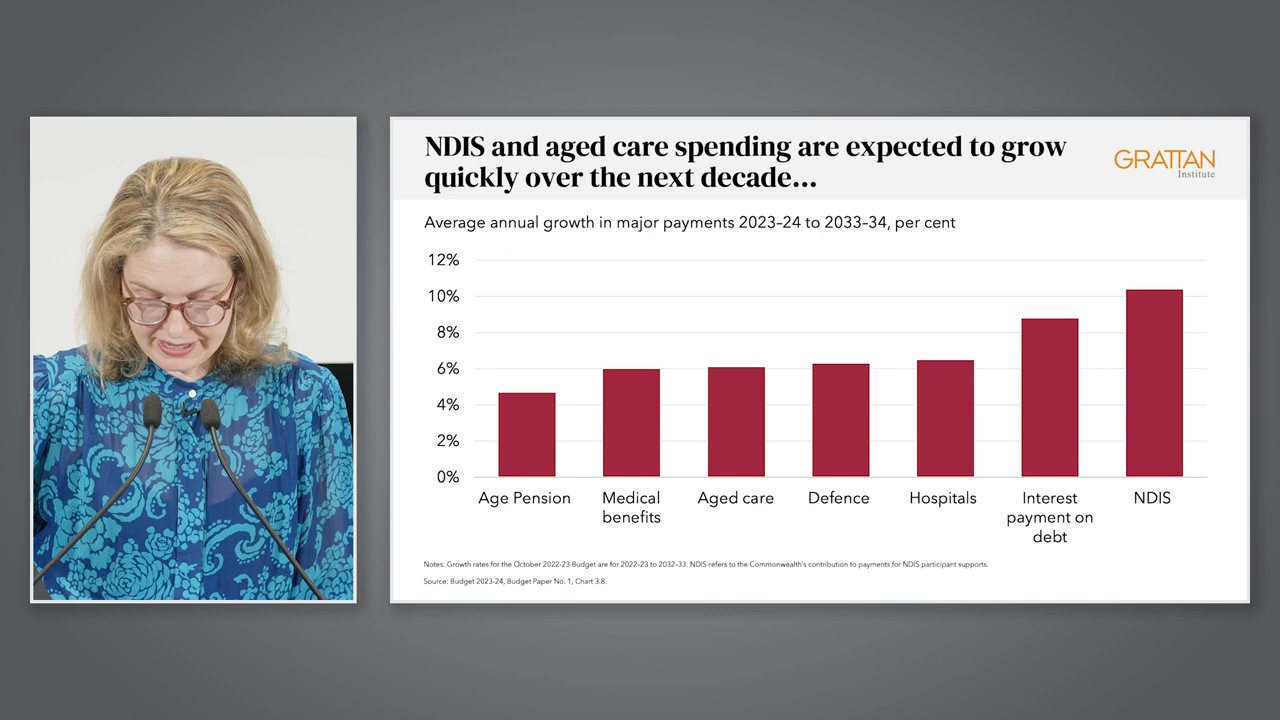 NDIS and aged care spending are expected to grow
quickly over the next decade...
GRATTAN
Institute
Average annual growth in major payments 2023–24 to 2033–34, per cent
12%
10%
8%
6%
4%
2%
0%
Age Pension
Medical
benefits
Aged care
Defence
Hospitals
Interest
payment on
debt
NDIS
Notes: Growth rates for the October 2022-23 Budget are for 2022-23 to 2032-33. NDIS refers to the Commonwealth's contribution to payments for NDIS participant supports.
Source: Budget 2023-24, Budget Paper No. 1, Chart 3.8.